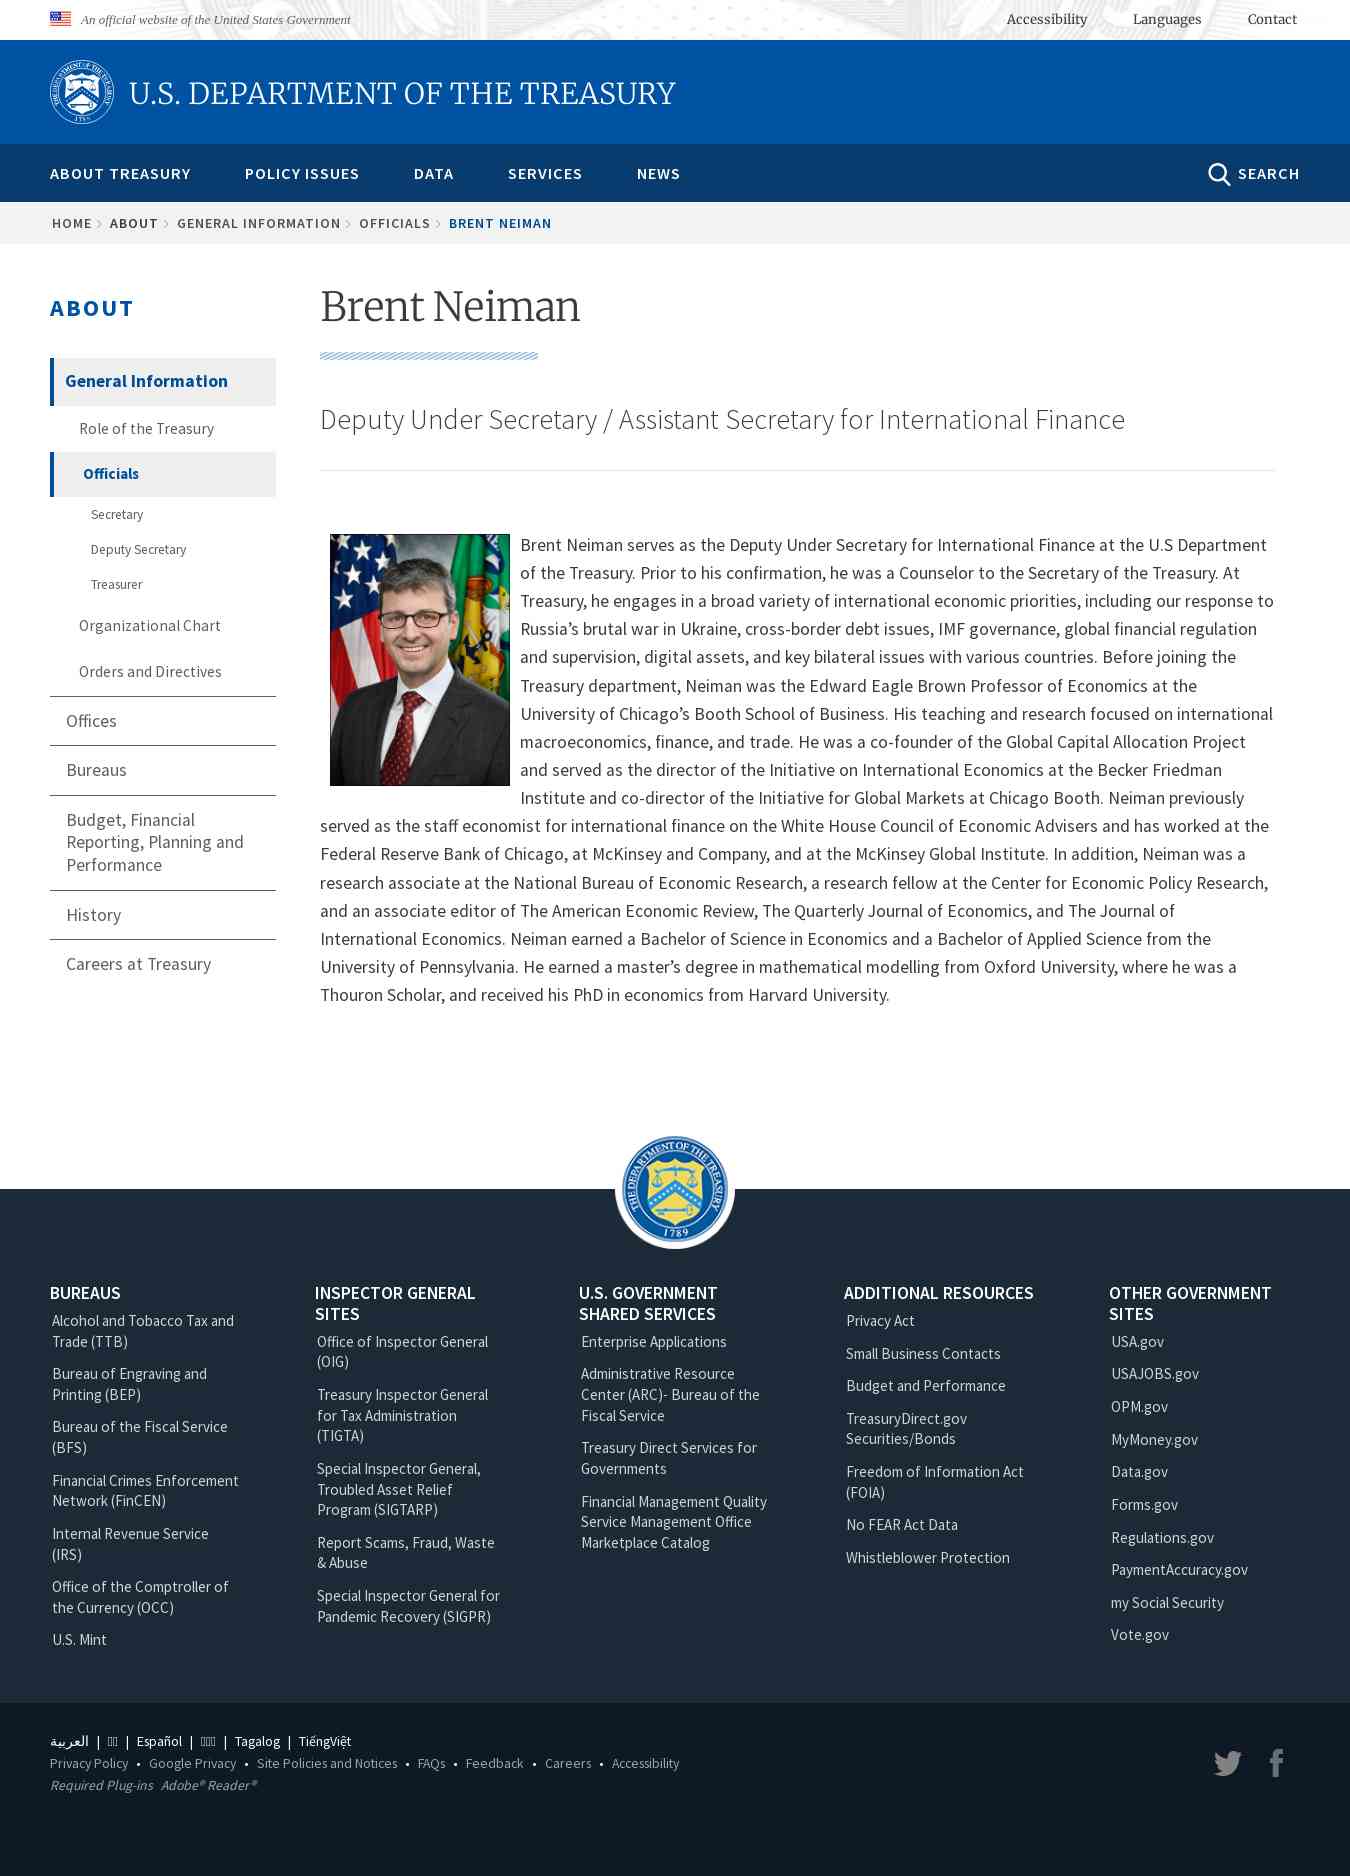 An official website of the United States Government
Accessibility Languages Contact
U.S. DEPARTMENT OF THE TREASURY
ABOUT TREASURY POLICY ISSUES DATA SERVICES NEWS SEARCH
HOME ABOUT GENERAL INFORMATION OFFICIALS BRENT NEIMAN
ABOUT
General Information
Role of the Treasury
Officials
Secretary
Deputy Secretary
Treasurer
Organizational Chart
Orders and Directives
Offices
Bureaus
Budget, Financial
Reporting, Planning and
Performance
History
Careers at Treasury
Brent Neiman
Deputy Under Secretary / Assistant Secretary for International Finance
Brent Neiman serves as the Deputy Under Secretary for International Finance at the U.S Department
of the Treasury. Prior to his confirmation, he was a Counselor to the Secretary of the Treasury. At
Treasury, he engages in a broad variety of international economic priorities, including our response to
Russia’s brutal war in Ukraine, cross-border debt issues, IMF governance, global financial regulation
and supervision, digital assets, and key bilateral issues with various countries. Before joining the
Treasury department, Neiman was the Edward Eagle Brown Professor of Economics at the
University of Chicago’s Booth School of Business. His teaching and research focused on international
macroeconomics, finance, and trade. He was a co-founder of the Global Capital Allocation Project
and served as the director of the Initiative on International Economics at the Becker Friedman
Institute and co-director of the Initiative for Global Markets at Chicago Booth. Neiman previously
served as the staff economist for international finance on the White House Council of Economic Advisers and has worked at the
Federal Reserve Bank of Chicago, at McKinsey and Company, and at the McKinsey Global Institute. In addition, Neiman was a
research associate at the National Bureau of Economic Research, a research fellow at the Center for Economic Policy Research,
and an associate editor of The American Economic Review, The Quarterly Journal of Economics, and The Journal of
International Economics. Neiman earned a Bachelor of Science in Economics and a Bachelor of Applied Science from the
University of Pennsylvania. He earned a master’s degree in mathematical modelling from Oxford University, where he was a
Thouron Scholar, and received his PhD in economics from Harvard University.
THE DEPARTMENT OF THE TREASURY
1789
BUREAUS
Alcohol and Tobacco Tax and
Trade (TTB)
Bureau of Engraving and
Printing (BEP)
Bureau of the Fiscal Service
(BFS)
Financial Crimes Enforcement
Network (FinCEN)
Internal Revenue Service
(IRS)
Office of the Comptroller of
the Currency (OCC)
U.S. Mint
INSPECTOR GENERAL
SITES
Office of Inspector General
(OIG)
Treasury Inspector General
for Tax Administration
(TIGTA)
Special Inspector General,
Troubled Asset Relief
Program (SIGTARP)
Report Scams, Fraud, Waste
& Abuse
Special Inspector General for
Pandemic Recovery (SIGPR)
U.S. GOVERNMENT
SHARED SERVICES
Enterprise Applications
Administrative Resource
Center (ARC)- Bureau of the
Fiscal Service
Treasury Direct Services for
Governments
Financial Management Quality
Service Management Office
Marketplace Catalog
ADDITIONAL RESOURCES
Privacy Act
Small Business Contacts
Budget and Performance
TreasuryDirect.gov
Securities/Bonds
Freedom of Information Act
(FOIA)
No FEAR Act Data
Whistleblower Protection
OTHER GOVERNMENT
SITES
USA.gov
USAJOBS.gov
OPM.gov
MyMoney.gov
Data.gov
Forms.gov
Regulations.gov
PaymentAccuracy.gov
my Social Security
Vote.gov
العربية | | Español | | Tagalog | TiếngViệt
Privacy Policy • Google Privacy • Site Policies and Notices • FAQs • Feedback • Careers • Accessibility
Required Plug-ins Adobe® Reader®